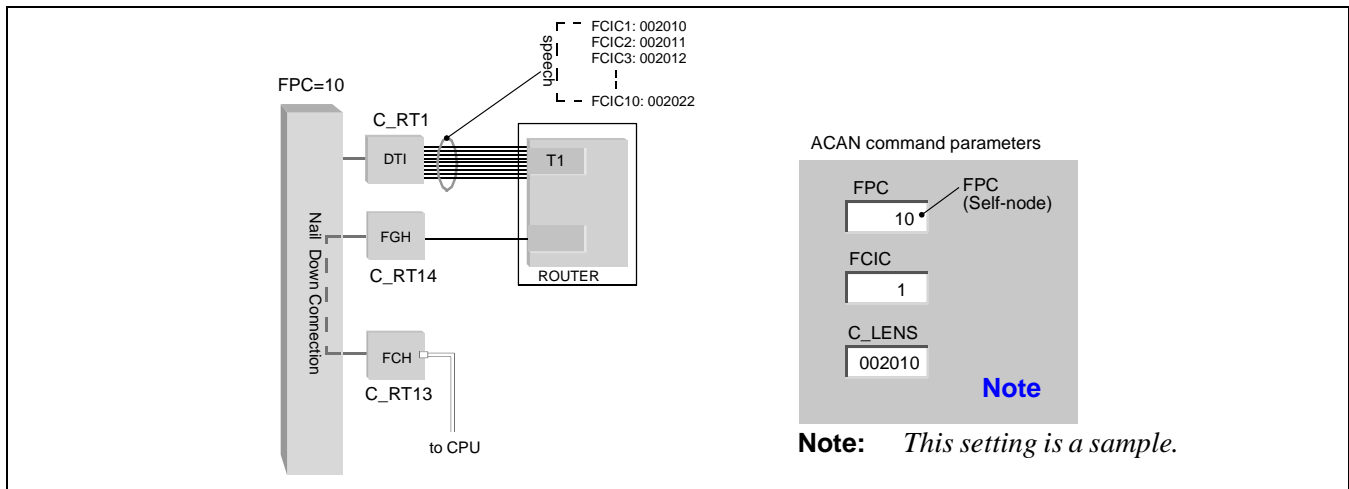 FCIC1: 002010
FCIC2: 002011
FCIC3: 002012
FCIC10: 002022
speech
FPC=10
C_RT1
DTI
T1
FGH
C_RT14
ROUTER
Nail Down Connection
FCH
C_RT13
to CPU
ACAN command parameters
FPC
10
FPC
(Self-node)
FCIC
1
C_LENS
002010
Note
Note: This setting is a sample.